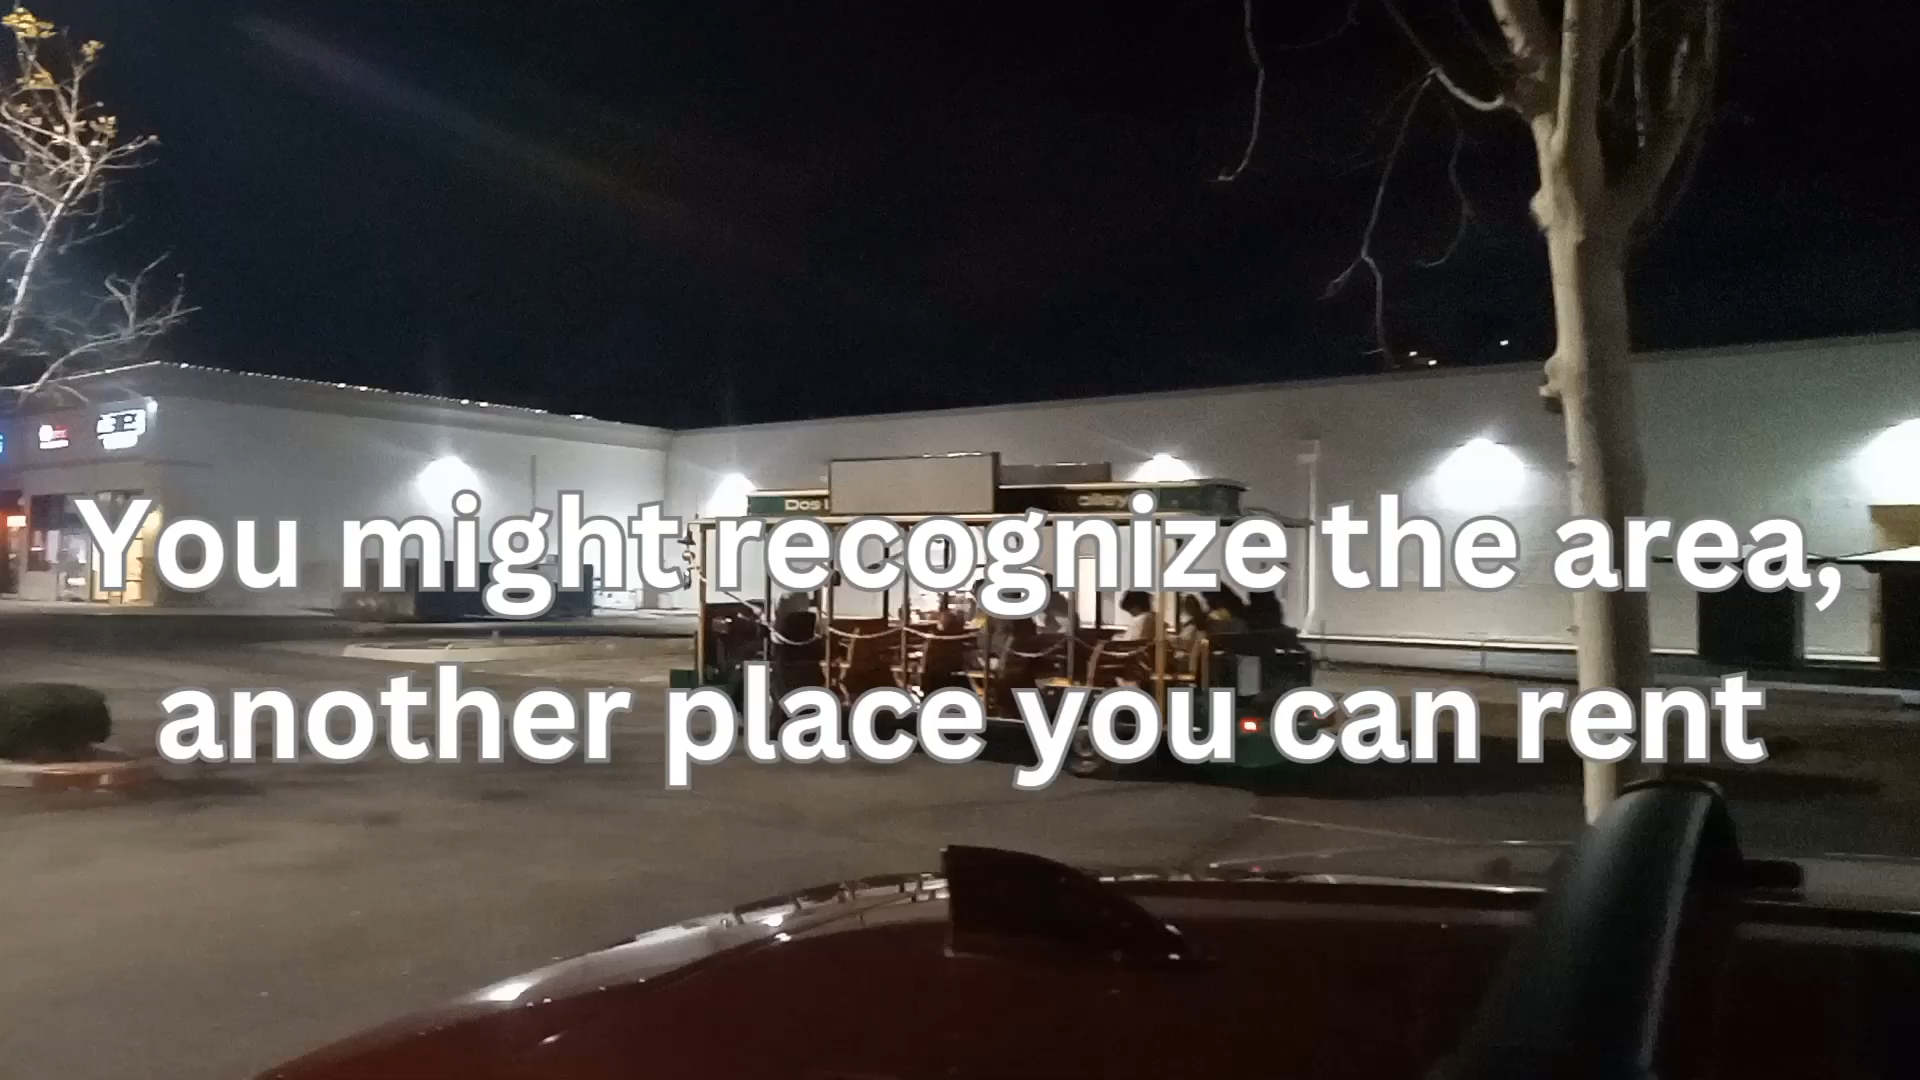 You might recognize the area,
another place you can rent